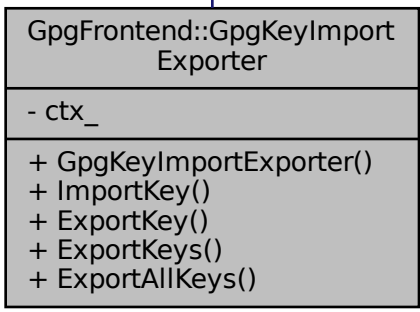 GpgFrontend::GpgKeyImport
Exporter
- ctx_
+ GpgKeyImportExporter()
+ ImportKey()
+ ExportKey()
+ ExportKeys()
+ ExportAllKeys()